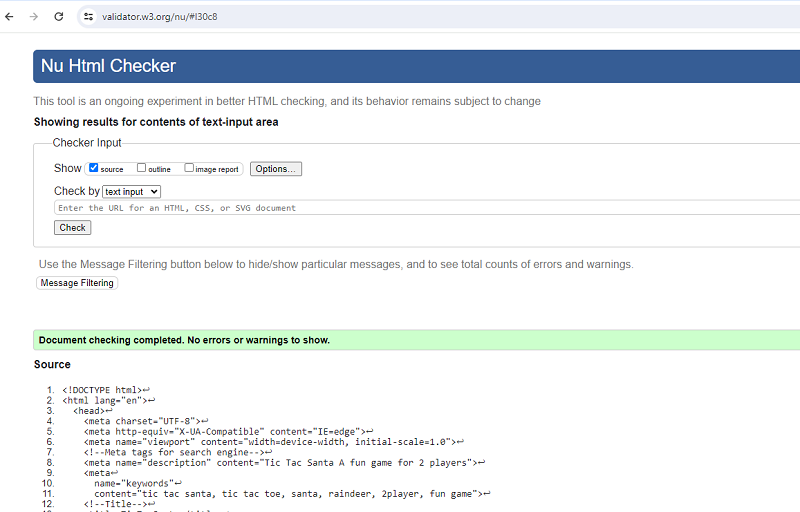 validator.w3.org/nu/#l30c8
Nu Html Checker
This tool is an ongoing experiment in better HTML checking, and its behavior remains subject to change
Showing results for contents of text-input area
Checker Input
Show source outline image report Options...
Check by text input
Enter the URL for an HTML, CSS, or SVG document
Check
Use the Message Filtering button below to hide/show particular messages, and to see total counts of errors and warnings.
Message Filtering
Document checking completed. No errors or warnings to show.
Source
1. <!DOCTYPE html>↩
2. <html lang="en">↩
3. <head>↩
4. <meta charset="UTF-8">↩
5. <meta http-equiv="X-UA-Compatible" content="IE=edge">↩
6. <meta name="viewport" content="width=device-width, initial-scale=1.0">↩
7. <!--Meta tags for search engine-->↩
8. <meta name="description" content="Tic Tac Santa A fun game for 2 players">↩
9. <meta↩
10. name="keywords"
11. content="tic tac santa, tic tac toe, santa, raindeer, 2player, fun game">↩
12. <!--Title-->↩